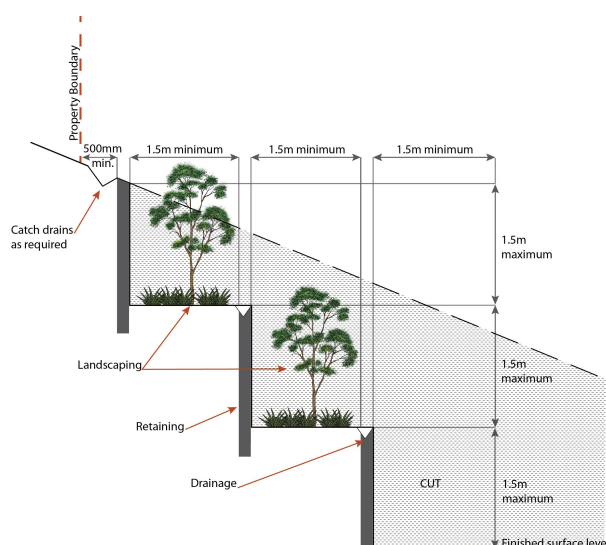 Property Boundary
500mm
min.
1.5m minimum
1.5m minimum
1.5m minimum
Catch drains
as required
1.5m
maximum
Landscaping
1.5m
maximum
Retaining
Drainage
CUT
1.5m
maximum
Finished surface leve